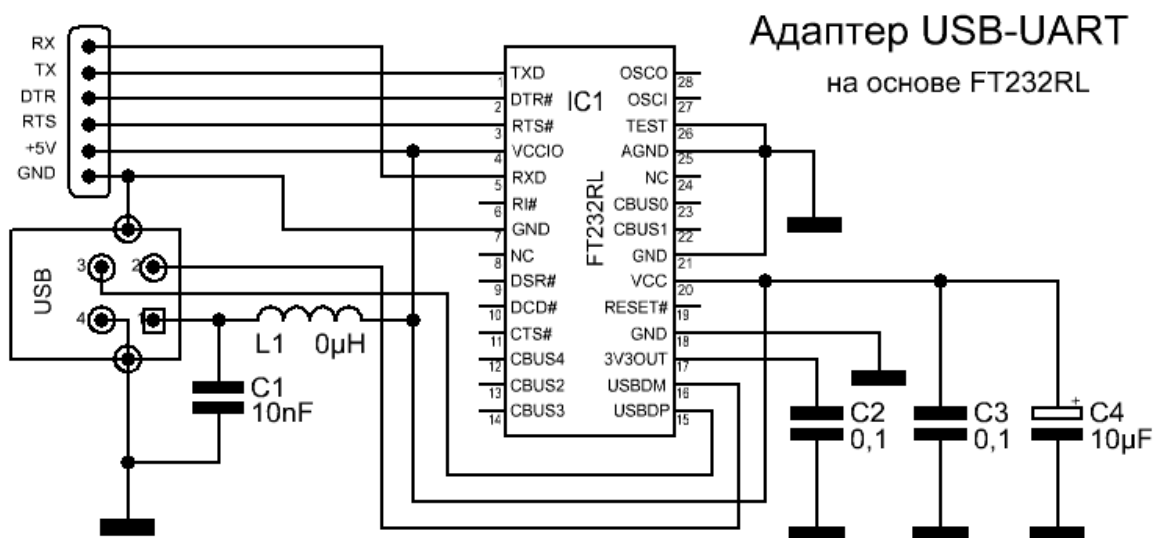 Адаптер USB-UART
на основе FT232RL
RX
TX
DTR
RTS
+5V
GND
USB
3
2
4
1
L1 0µH
C1
10nF
IC1
FT232RL
TXD
1
DTR#
2
RTS#
3
VCCIO
4
RXD
5
RI#
6
GND
7
NC
8
DSR#
9
DCD#
10
CTS#
11
CBUS4
12
CBUS2
13
CBUS3
14
OSCO
28
OSCI
27
TEST
26
AGND
25
NC
24
CBUS0
23
CBUS1
22
GND
21
VCC
20
RESET#
19
GND
18
3V3OUT
17
USBDM
16
USBDP
15
C2
0,1
C3
0,1
+
C4
10µF